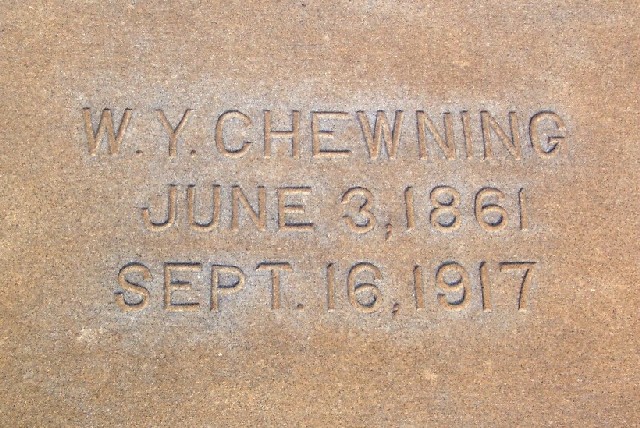 W. Y. CHEWNING
JUNE 3, 1861
SEPT. 16, 1917